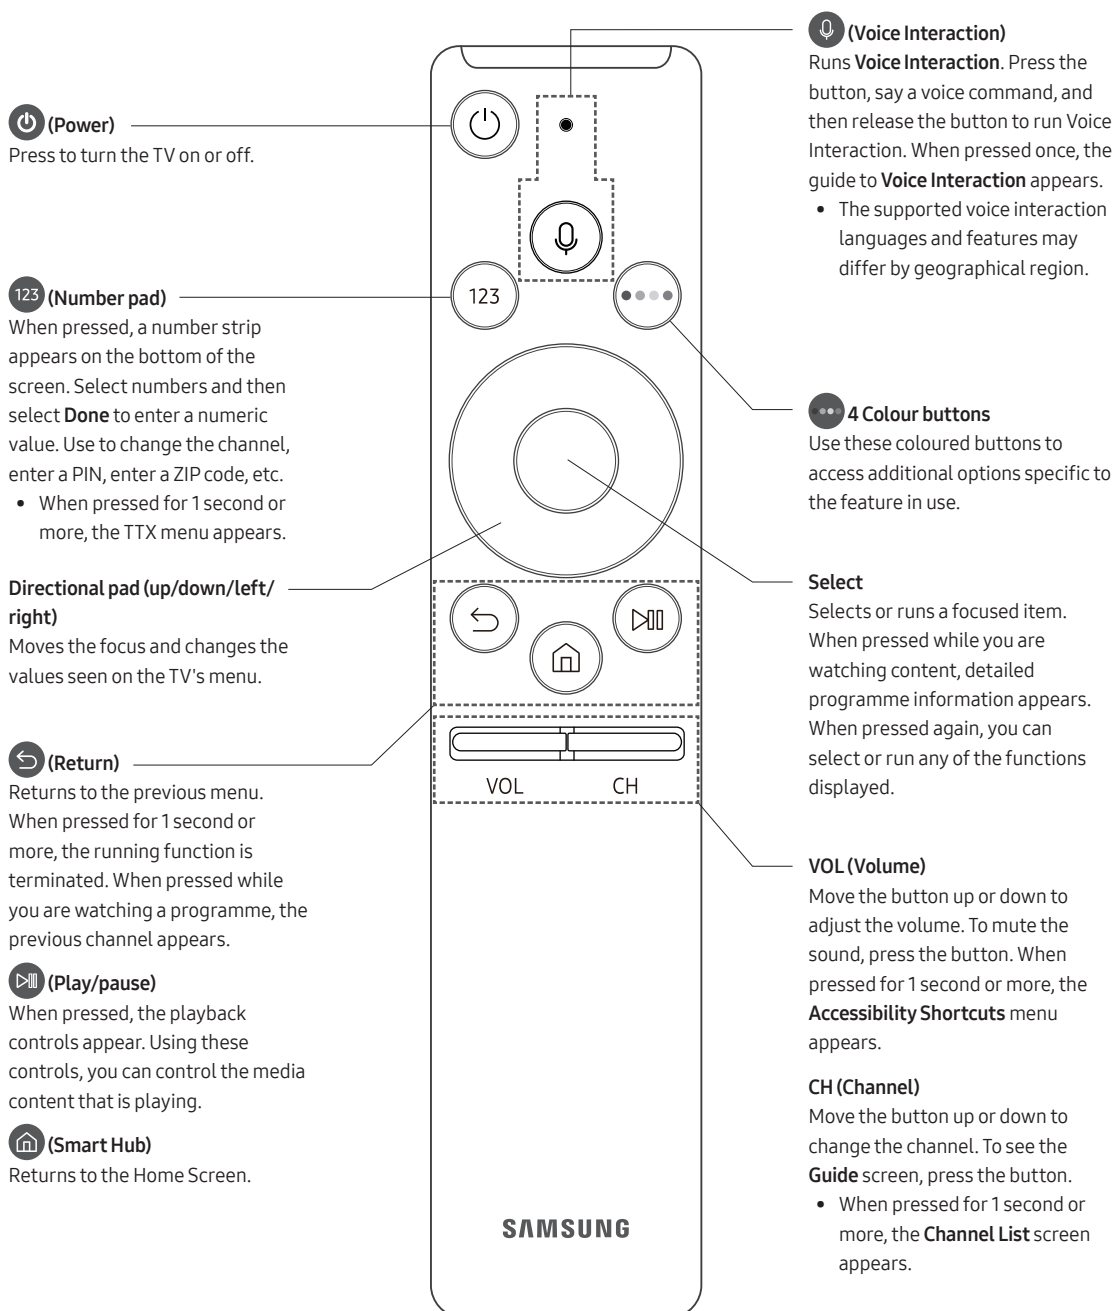 (Power)
Press to turn the TV on or off.
123 (Number pad)
When pressed, a number strip
appears on the bottom of the
screen. Select numbers and then
select Done to enter a numeric
value. Use to change the channel,
enter a PIN, enter a ZIP code, etc.
• When pressed for 1 second or
more, the TTX menu appears.
Directional pad (up/down/left/
right)
Moves the focus and changes the
values seen on the TV's menu.
(Return)
Returns to the previous menu.
When pressed for 1 second or
more, the running function is
terminated. When pressed while
you are watching a programme, the
previous channel appears.
(Play/pause)
When pressed, the playback
controls appear. Using these
controls, you can control the media
content that is playing.
(Smart Hub)
Returns to the Home Screen.
123
VOL CH
SAMSUNG
(Voice Interaction)
Runs Voice Interaction. Press the
button, say a voice command, and
then release the button to run Voice
Interaction. When pressed once, the
guide to Voice Interaction appears.
• The supported voice interaction
languages and features may
differ by geographical region.
4 Colour buttons
Use these coloured buttons to
access additional options specific to
the feature in use.
Select
Selects or runs a focused item.
When pressed while you are
watching content, detailed
programme information appears.
When pressed again, you can
select or run any of the functions
displayed.
VOL (Volume)
Move the button up or down to
adjust the volume. To mute the
sound, press the button. When
pressed for 1 second or more, the
Accessibility Shortcuts menu
appears.
CH (Channel)
Move the button up or down to
change the channel. To see the
Guide screen, press the button.
• When pressed for 1 second or
more, the Channel List screen
appears.